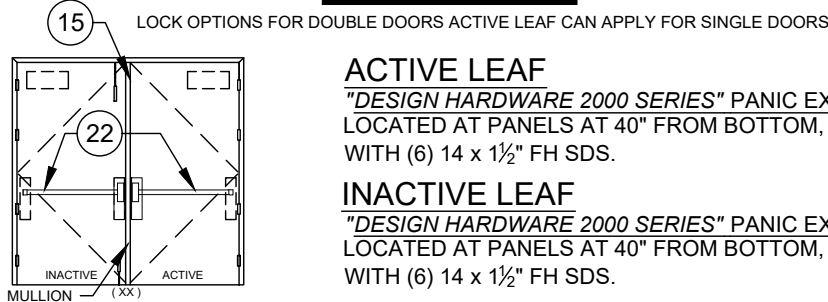 15
LOCK OPTIONS FOR DOUBLE DOORS ACTIVE LEAF CAN APPLY FOR SINGLE DOORS
22
INACTIVE
ACTIVE
MULLION
( XX )
ACTIVE LEAF
"DESIGN HARDWARE 2000 SERIES" PANIC EX
LOCATED AT PANELS AT 40" FROM BOTTOM,
WITH (6) 14 x 1½" FH SDS.
INACTIVE LEAF
"DESIGN HARDWARE 2000 SERIES" PANIC EX
LOCATED AT PANELS AT 40" FROM BOTTOM,
WITH (6) 14 x 1½" FH SDS.